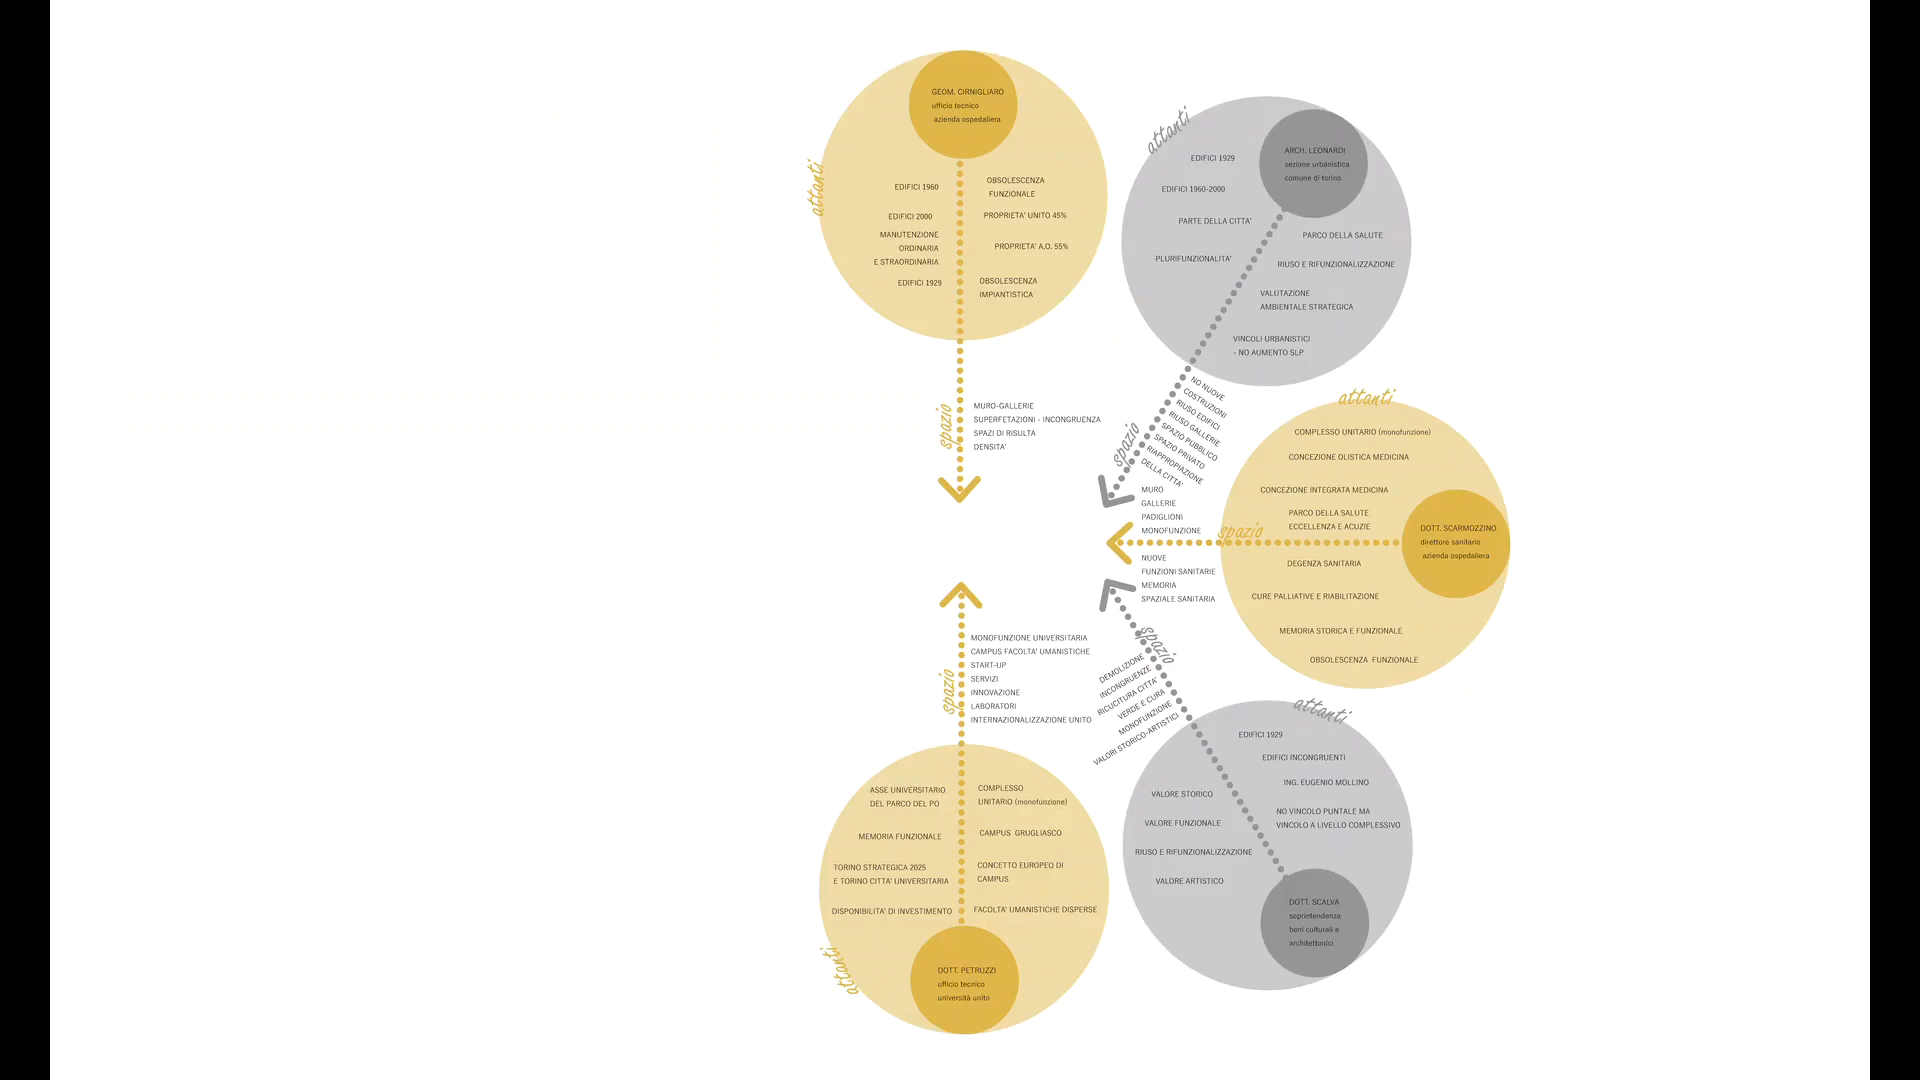 GEOM. CIRNIGLIARO
ufficio tecnico
azienda ospedaliera
attanti
EDIFICI 1960
EDIFICI 2000
MANUTENZIONE
ORDINARIA
E STRAORDINARIA
EDIFICI 1929
OBSOLESCENZA
FUNZIONALE
PROPRIETA' UNITO 45%
PROPRIETA' A.O. 55%
OBSOLESCENZA
IMPIANTISTICA
spazio
MURO-GALLERIE
SUPERFETAZIONI - INCONGRUENZA
SPAZI DI RISULTA
DENSITA'
attanti
ARCH. LEONARDI
sezione urbanistica
comune di torino
EDIFICI 1929
EDIFICI 1960-2000
PARTE DELLA CITTA'
PLURIFUNZIONALITA'
PARCO DELLA SALUTE
RIUSO E RIFUNZIONALIZZAZIONE
VALUTAZIONE
AMBIENTALE STRATEGICA
VINCOLI URBANISTICI
- NO AUMENTO SLP
spazio
NO NUOVE
COSTRUZIONI
RIUSO EDIFICI
RIUSO GALLERIE
SPAZIO PUBBLICO
SPAZIO PRIVATO
RIAPPROPIAZIONE
DELLA CITTA'
attanti
COMPLESSO UNITARIO (monofunzione)
CONCEZIONE OLISTICA MEDICINA
CONCEZIONE INTEGRATA MEDICINA
PARCO DELLA SALUTE
ECCELLENZA E ACUZIE
DOTT. SCARMOZZINO
direttore sanitario
azienda ospedaliera
DEGENZA SANITARIA
CURE PALLIATIVE E RIABILITAZIONE
MEMORIA STORICA E FUNZIONALE
OBSOLESCENZA FUNZIONALE
spazio
MURO
GALLERIE
PADIGLIONI
MONOFUNZIONE
NUOVE
FUNZIONI SANITARIE
MEMORIA
SPAZIALE SANITARIA
spazio
DEMOLIZIONE
INCONGRUENZE
RICUCITURA CITTA'
VERDE E CURA
MONOFUNZIONE
VALORI STORICO-ARTISTICI
attanti
EDIFICI 1929
EDIFICI INCONGRUENTI
ING. EUGENIO MOLLINO
NO VINCOLO PUNTALE MA
VINCOLO A LIVELLO COMPLESSIVO
VALORE STORICO
VALORE FUNZIONALE
RIUSO E RIFUNZIONALIZZAZIONE
VALORE ARTISTICO
DOTT. SCALVA
soprintendenza
beni culturali e
architettonici
spazio
MONOFUNZIONE UNIVERSITARIA
CAMPUS FACOLTA' UMANISTICHE
START-UP
SERVIZI
INNOVAZIONE
LABORATORI
INTERNAZIONALIZZAZIONE UNITO
ASSE UNIVERSITARIO
DEL PARCO DEL PO
MEMORIA FUNZIONALE
TORINO STRATEGICA 2025
E TORINO CITTA' UNIVERSITARIA
DISPONIBILITA' DI INVESTIMENTO
COMPLESSO
UNITARIO (monofunzione)
CAMPUS GRUGLIASCO
CONCETTO EUROPEO DI
CAMPUS
FACOLTA' UMANISTICHE DISPERSE
attanti
DOTT. PETRUZZI
ufficio tecnico
università unito